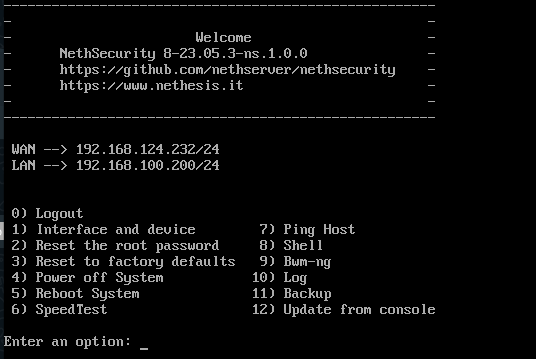 Welcome
NethSecurity 8-23.05.3-ns.1.0.0
https://github.com/nethserver/nethsecurity
https://www.nethesis.it
WAN --> 192.168.124.232/24
LAN --> 192.168.100.200/24
0) Logout
1) Interface and device 7) Ping Host
2) Reset the root password 8) Shell
3) Reset to factory defaults 9) Bwm-ng
4) Power off System 10) Log
5) Reboot System 11) Backup
6) SpeedTest 12) Update from console
Enter an option: _